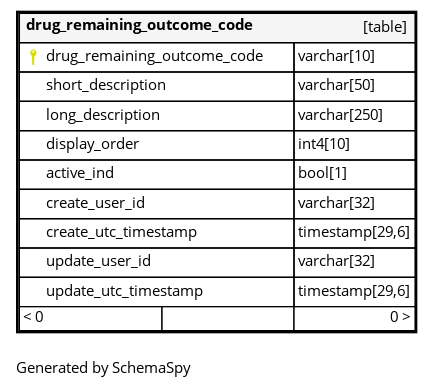 drug_remaining_outcome_code [table]
drug_remaining_outcome_code varchar[10]
short_description varchar[50]
long_description varchar[250]
display_order int4[10]
active_ind bool[1]
create_user_id varchar[32]
create_utc_timestamp timestamp[29,6]
update_user_id varchar[32]
update_utc_timestamp timestamp[29,6]
< 0 0 >
Generated by SchemaSpy